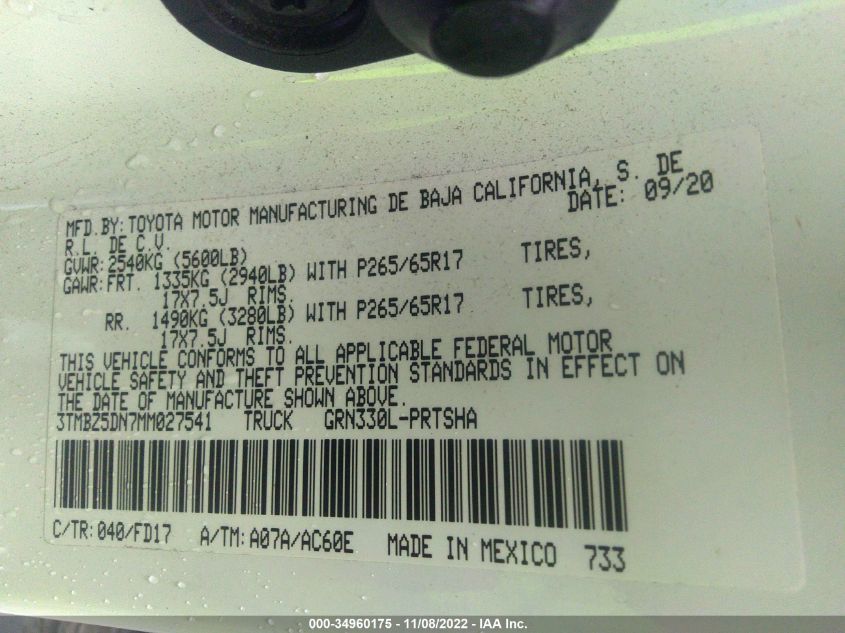 MFD.BY: TOYOTA MOTOR MANUFACTURING DE BAJA CALIFORNIA, S. DE
R.L. DE C.V. DATE: 09/20
GVWR: 2540KG (5600LB)
GAWR: FRT. 1335KG (2940LB) WITH P265/65R17 TIRES,
17X7.5J RIMS.
RR. 1490KG (3280LB) WITH P265/65R17 TIRES,
17X7.5J RIMS.
THIS VEHICLE CONFORMS TO ALL APPLICABLE FEDERAL MOTOR
VEHICLE SAFETY AND THEFT PREVENTION STANDARDS IN EFFECT ON
THE DATE OF MANUFACTURE SHOWN ABOVE.
3TMBZ5DN7MM027541 TRUCK GRN330L-PRTSHA
C/TR: 040/FD17 A/TM: A07A/AC60E MADE IN MEXICO 733
000-34960175 - 11/08/2022 - IAA Inc.